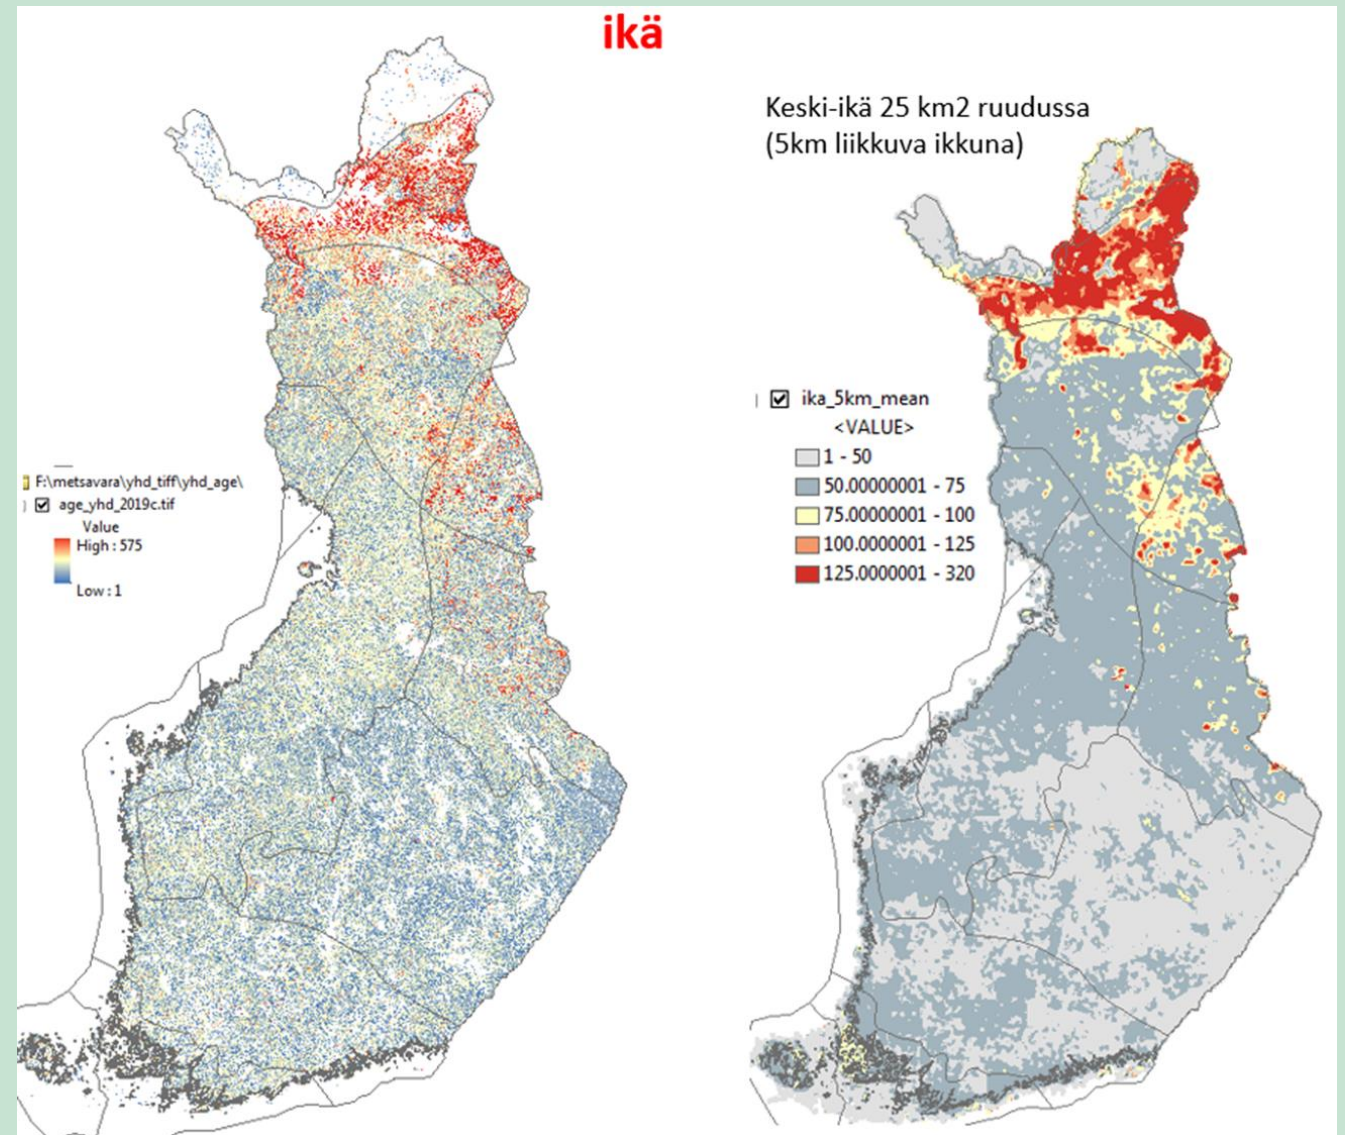 ikä
Keski-ikä 25 km2 ruudussa
(5km liikkuva ikkuna)
F:\metsavara\yhd_tiff\yhd_age\
age_yhd_2019c.tif
Value
High : 575
Low : 1
ika_5km_mean
<VALUE>
1 - 50
50.00000001 - 75
75.00000001 - 100
100.0000001 - 125
125.0000001 - 320